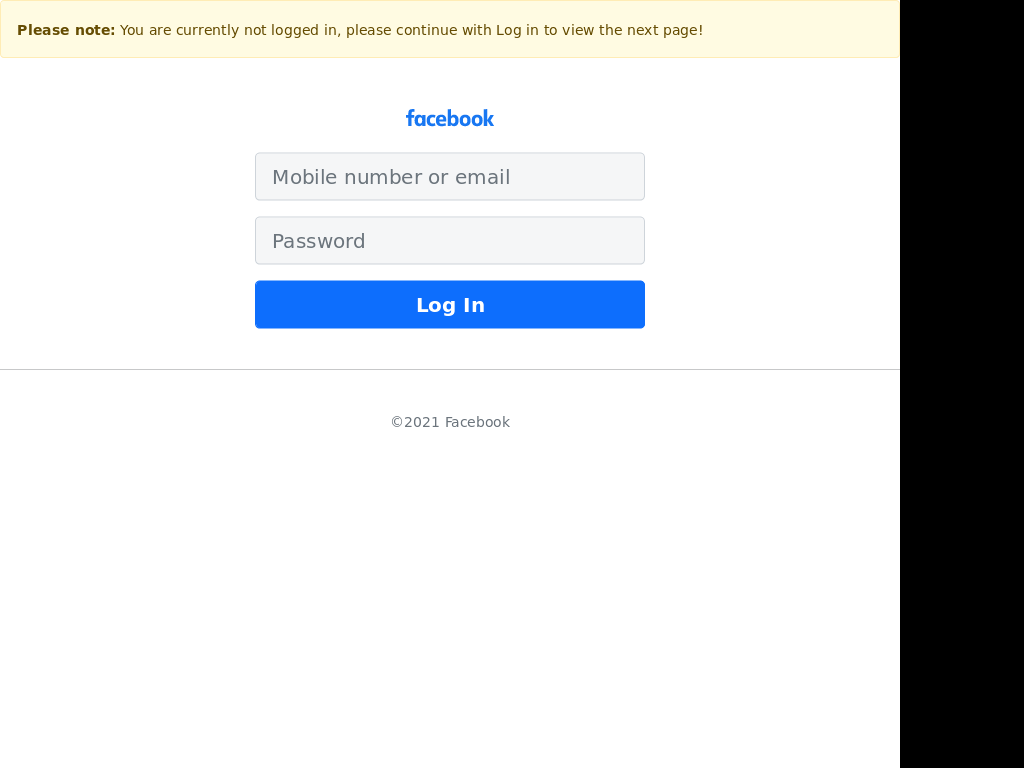 Please note: You are currently not logged in, please continue with Log in to view the next page!
facebook
Mobile number or email
Password
Log In
©2021 Facebook